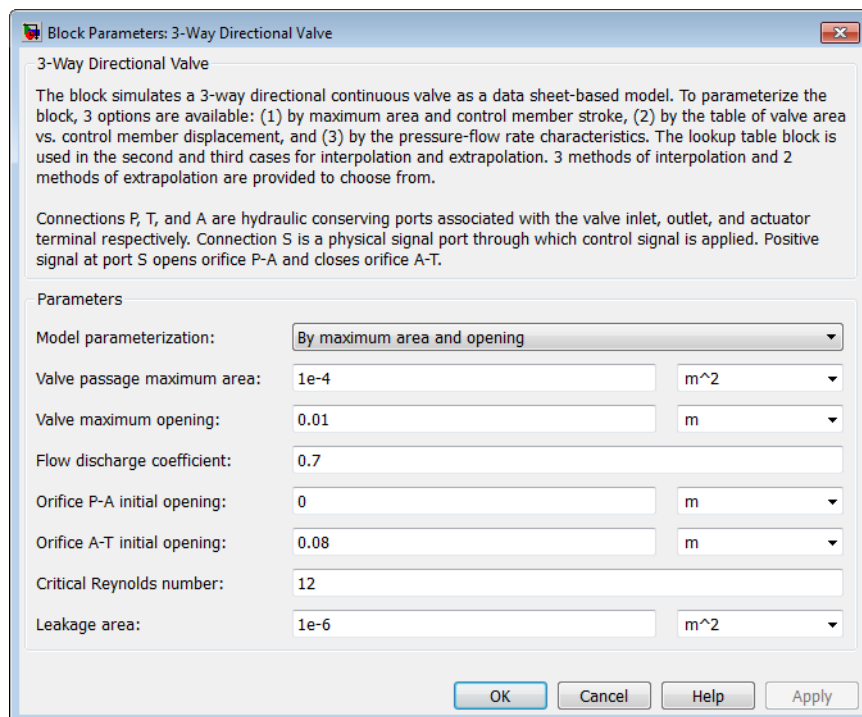 Block Parameters: 3-Way Directional Valve
3-Way Directional Valve
The block simulates a 3-way directional continuous valve as a data sheet-based model. To parameterize the
block, 3 options are available: (1) by maximum area and control member stroke, (2) by the table of valve area
vs. control member displacement, and (3) by the pressure-flow rate characteristics. The lookup table block is
used in the second and third cases for interpolation and extrapolation. 3 methods of interpolation and 2
methods of extrapolation are provided to choose from.
Connections P, T, and A are hydraulic conserving ports associated with the valve inlet, outlet, and actuator
terminal respectively. Connection S is a physical signal port through which control signal is applied. Positive
signal at port S opens orifice P-A and closes orifice A-T.
Parameters
Model parameterization: By maximum area and opening
Valve passage maximum area: 1e-4 m^2
Valve maximum opening: 0.01 m
Flow discharge coefficient: 0.7
Orifice P-A initial opening: 0 m
Orifice A-T initial opening: 0.08 m
Critical Reynolds number: 12
Leakage area: 1e-6 m^2
OK Cancel Help Apply